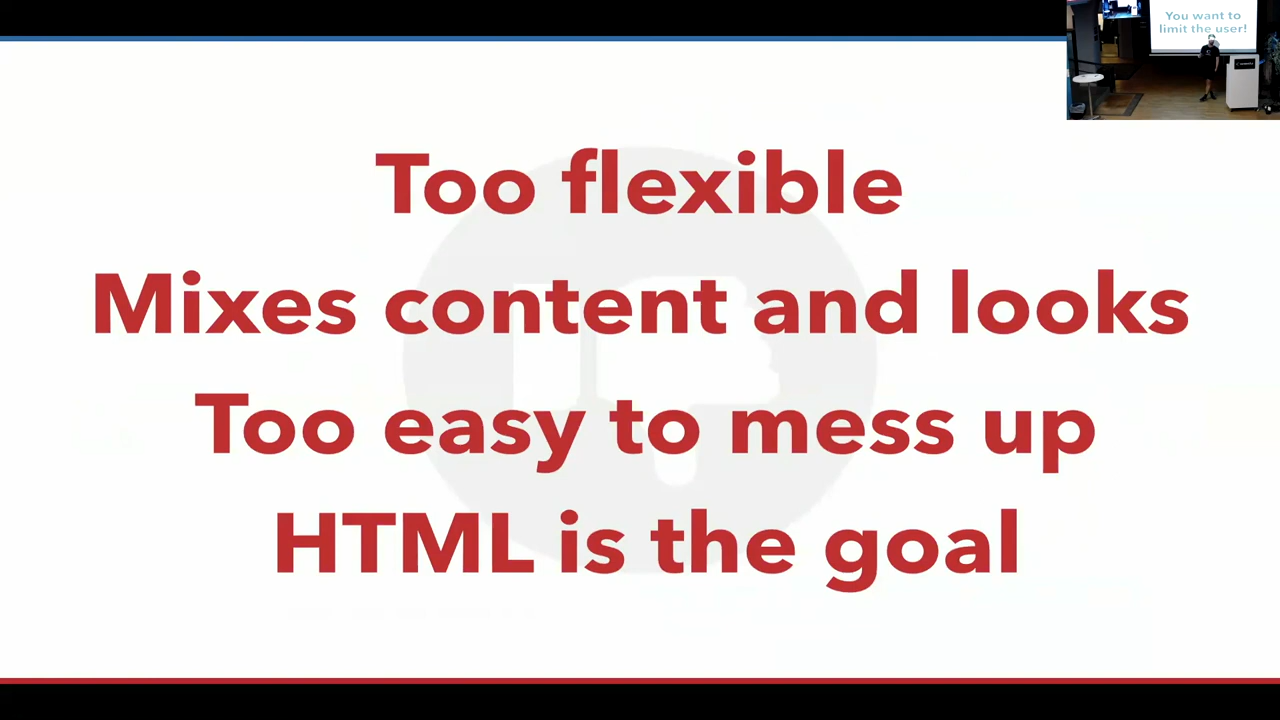 Too flexible
Mixes content and looks
Too easy to mess up
HTML is the goal
You want to
limit the user!